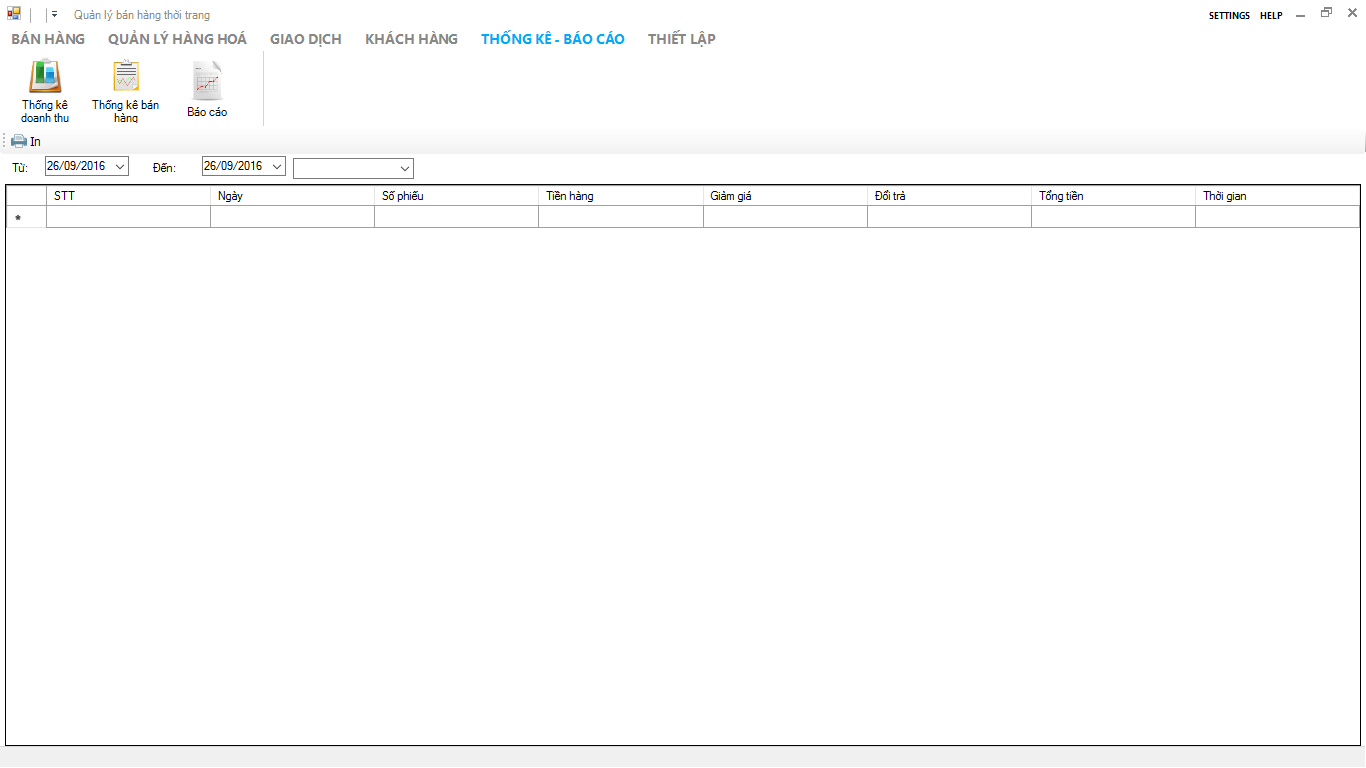 Quản lý bán hàng thời trang
SETTINGS HELP
BÁN HÀNG QUẢN LÝ HÀNG HOÁ GIAO DỊCH KHÁCH HÀNG THỐNG KÊ - BÁO CÁO THIẾT LẬP
Thống kê
doanh thu
Thống kê bán
hàng
Báo cáo
In
Từ: 26/09/2016 Đến: 26/09/2016
STT Ngày Số phiếu Tiền hàng Giảm giá Đổi trả Tổng tiền Thời gian